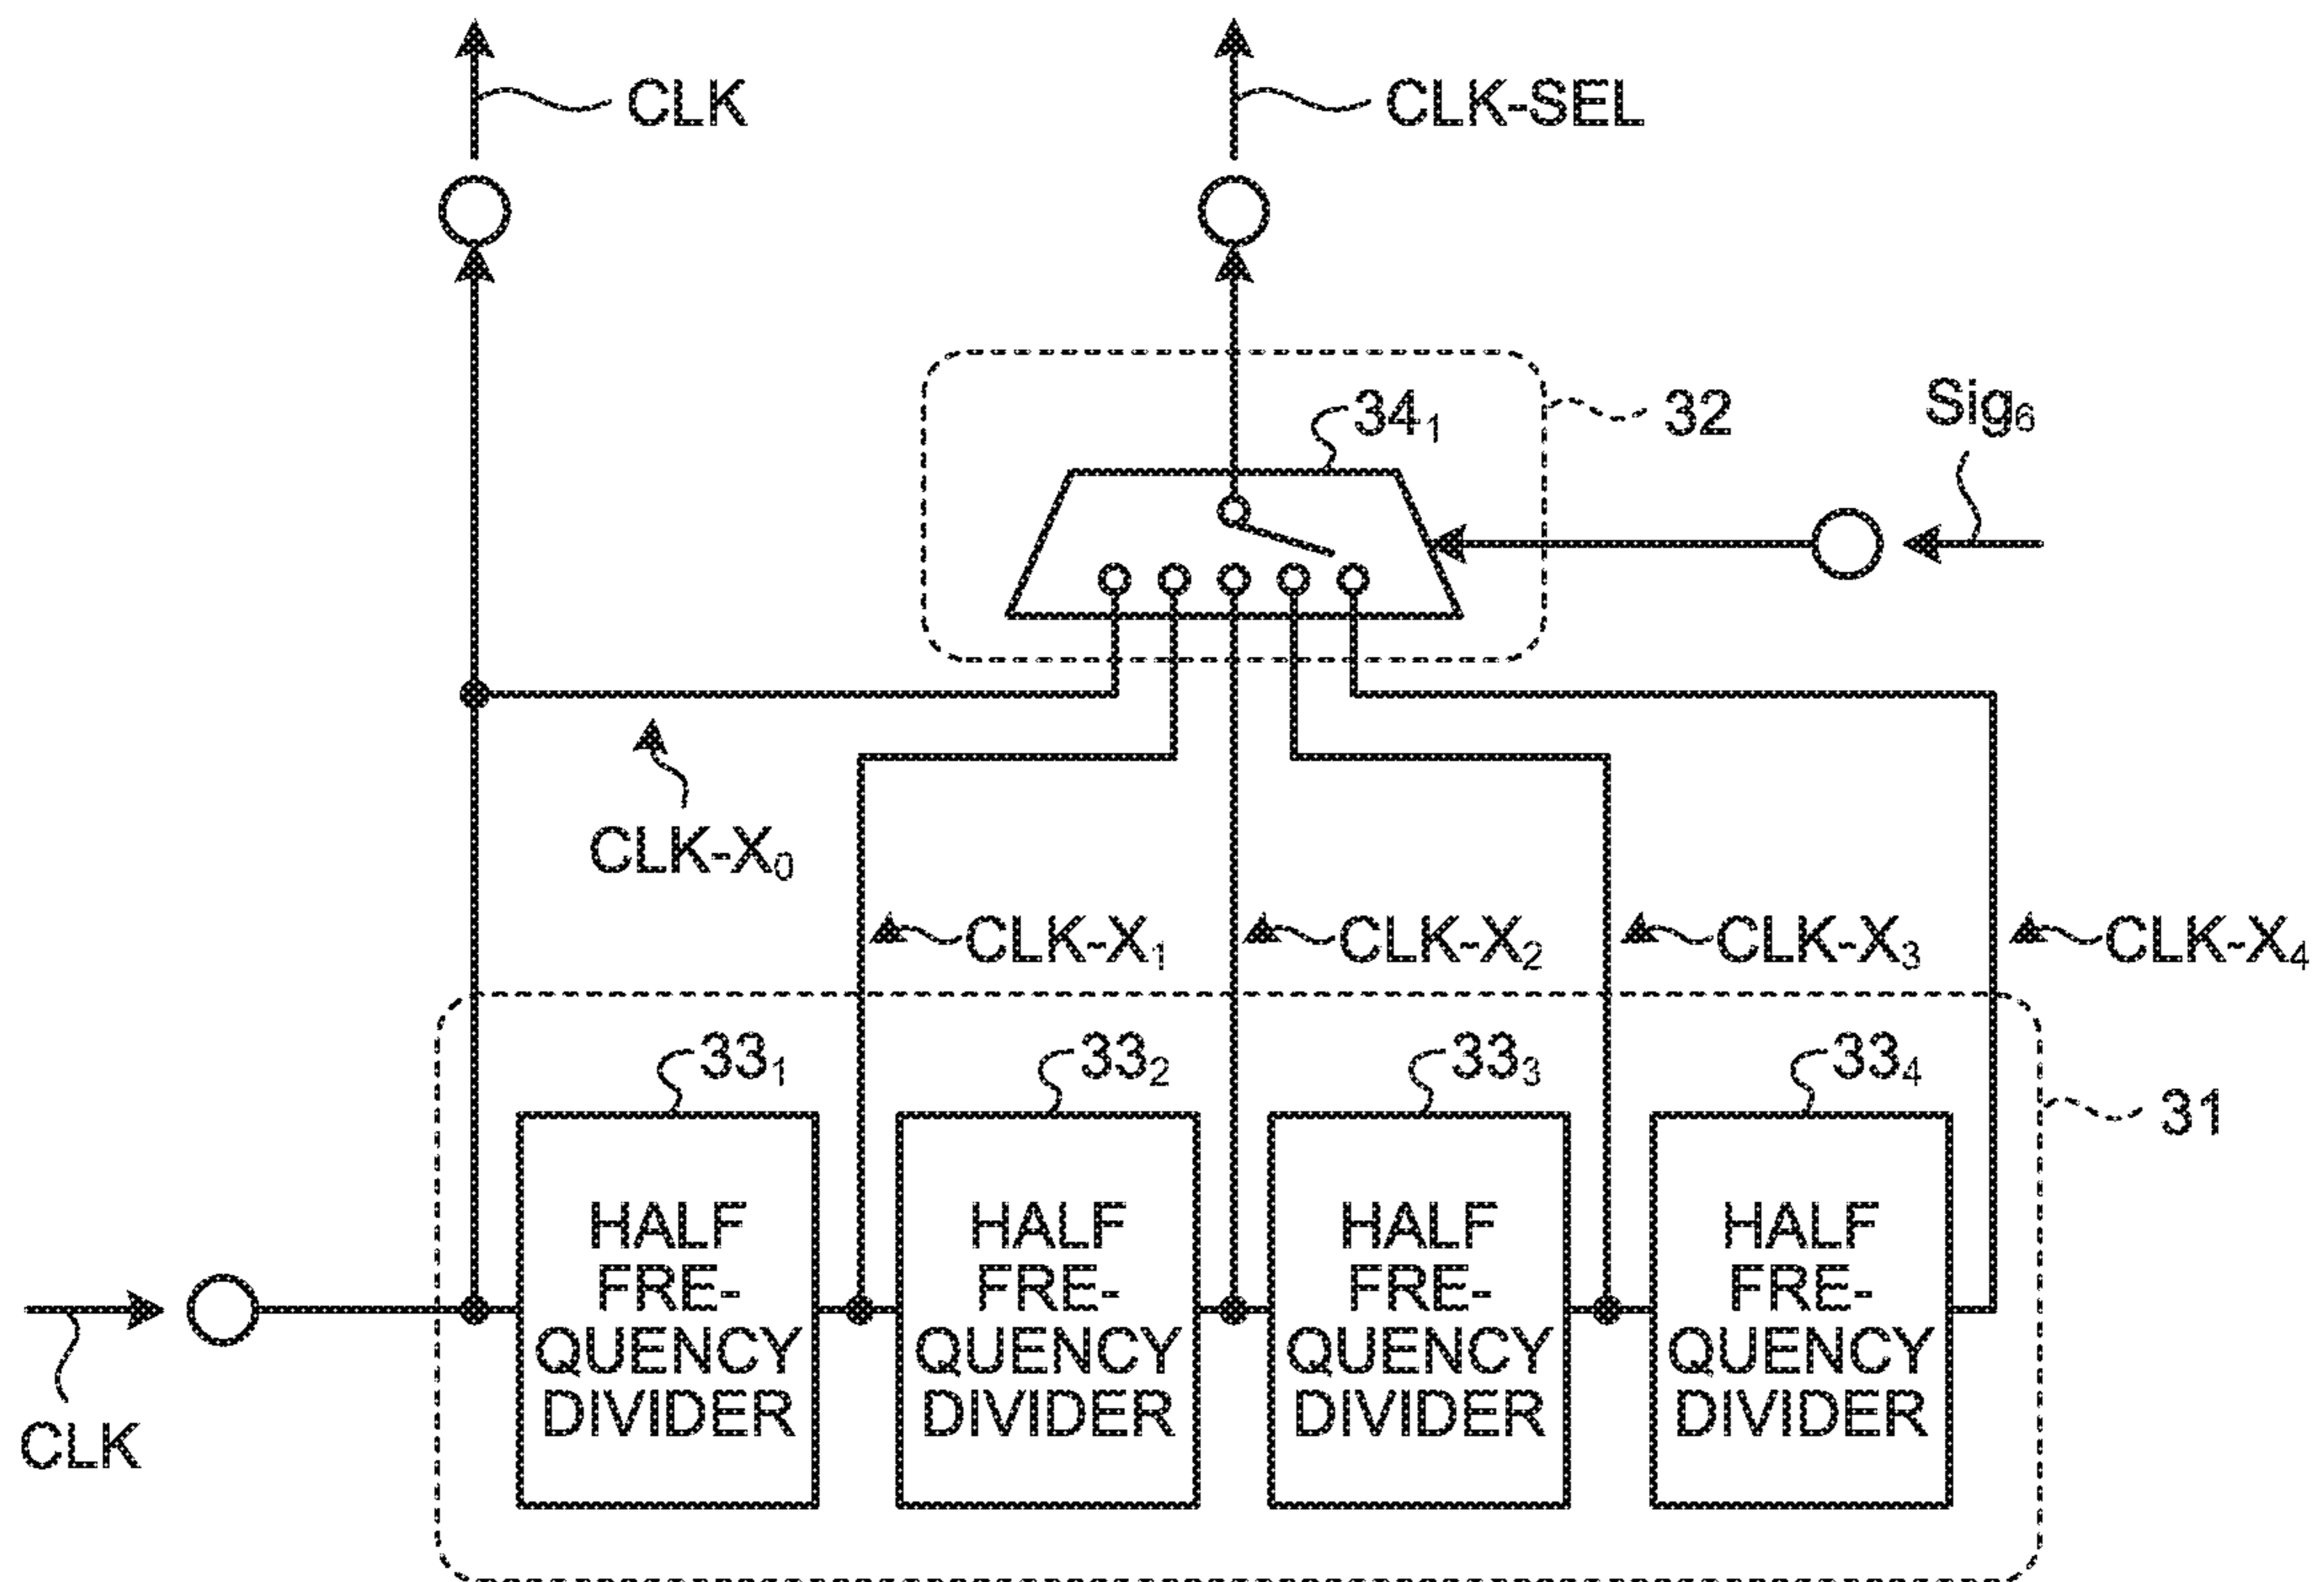 CLK
CLK-SEL
34₁
32
Sig₆
CLK-X₀
CLK-X₁
CLK-X₂
CLK-X₃
CLK-X₄
33₁
33₂
33₃
33₄
31
HALF
FRE-
QUENCY
DIVIDER
HALF
FRE-
QUENCY
DIVIDER
HALF
FRE-
QUENCY
DIVIDER
HALF
FRE-
QUENCY
DIVIDER
CLK